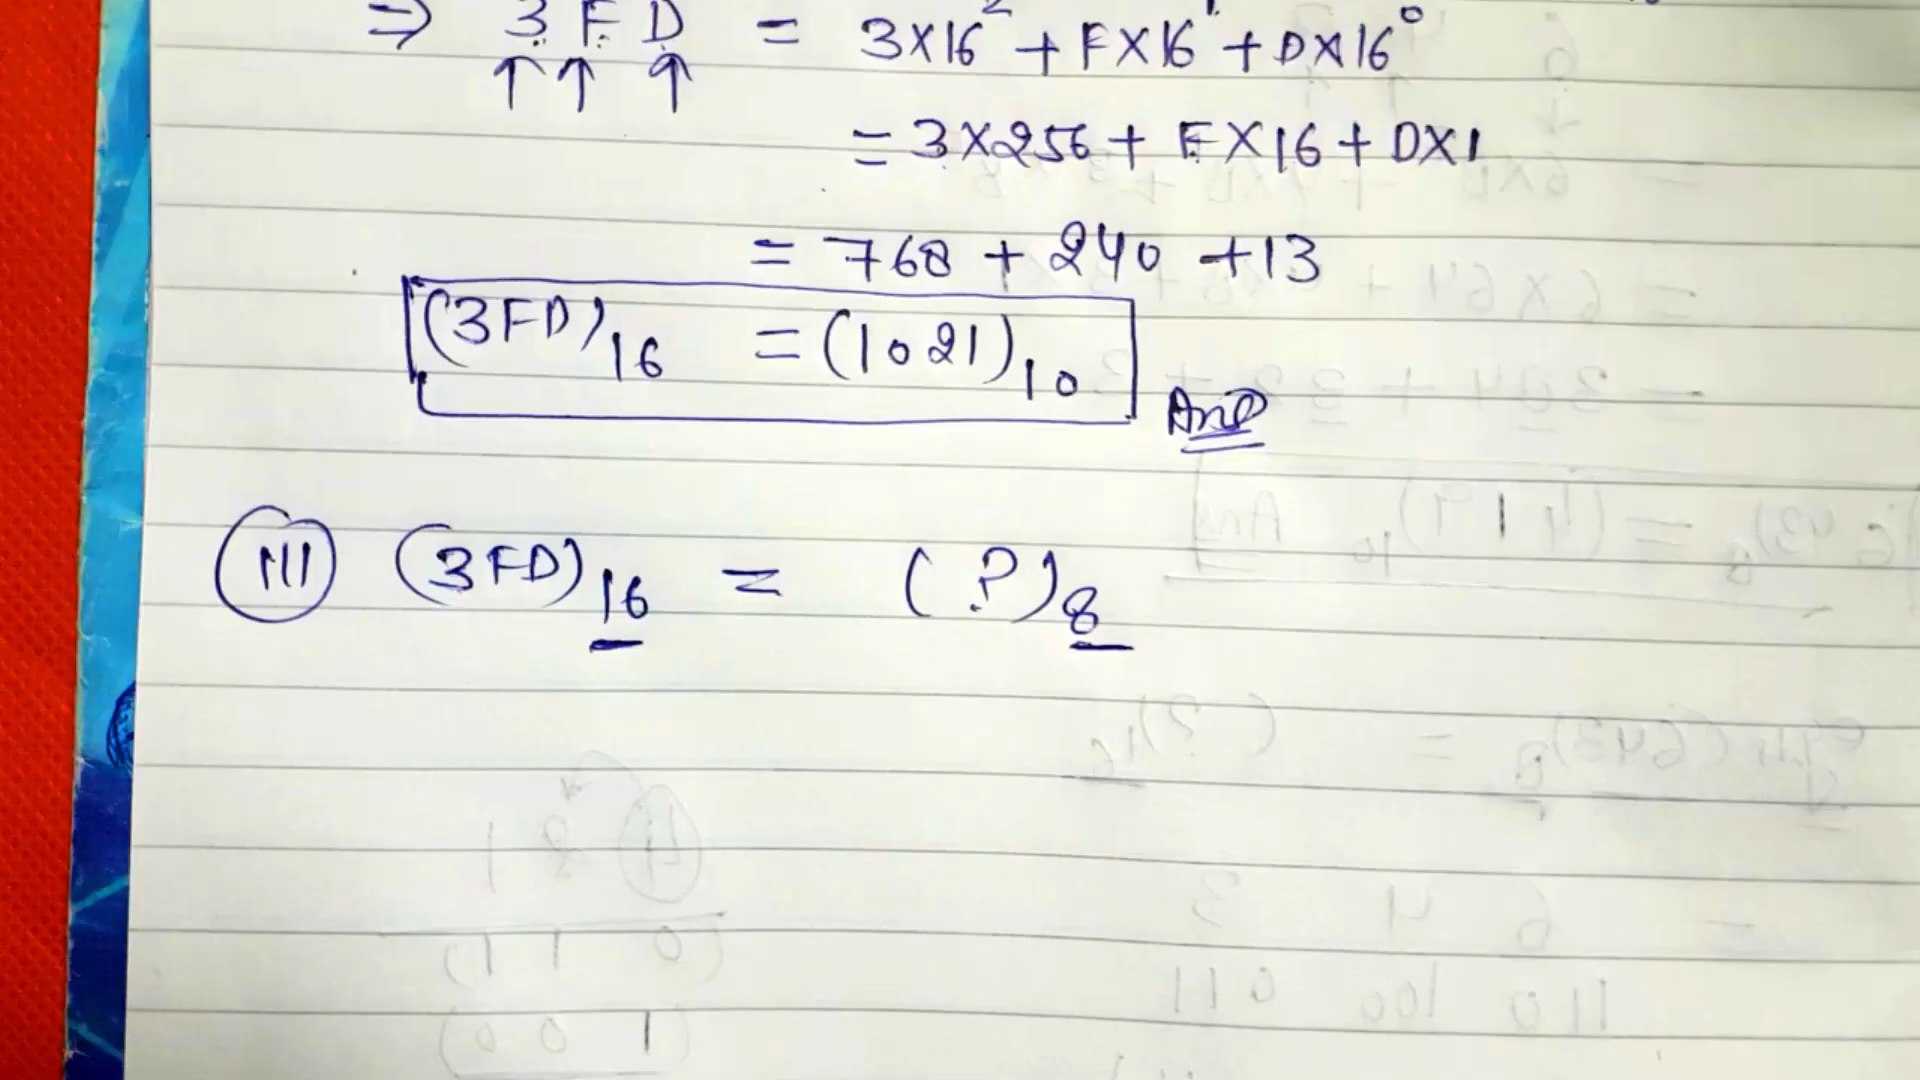 ⇒ 3 F D = 3×16² + F×16¹ + D×16⁰
↑ ↑ ↑
= 3×256 + F×16 + D×1
= 768 + 240 + 13
(3FD)₁₆ = (1021)₁₀
Ans
(III) (3FD)₁₆ = (?)₈